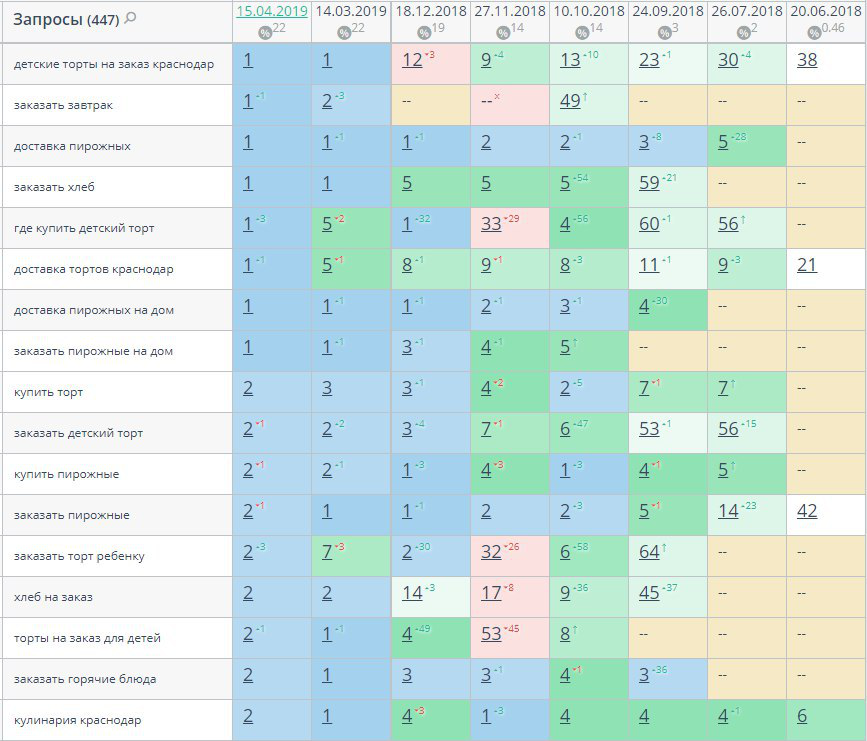 Запросы (447) 15.04.2019 14.03.2019 18.12.2018 27.11.2018 10.10.2018 24.09.2018 26.07.2018 20.06.2018
% 22 % 22 % 19 % 14 % 14 % 3 % 2 % 0.46
детские торты на заказ краснодар 1 1 12 -3 9 +4 13 +10 23 +1 30 +4 38
заказать завтрак 1 +1 2 +3 -- -- x 49 ↑ -- -- --
доставка пирожных 1 1 +1 1 +1 2 2 +1 3 +8 5 +28 --
заказать хлеб 1 1 5 5 5 +54 59 +21 -- --
где купить детский торт 1 +3 5 -2 1 +32 33 -29 4 +56 60 +1 56 ↑ --
доставка тортов краснодар 1 +1 5 -1 8 +1 9 -1 8 +3 11 +1 9 +3 21
доставка пирожных на дом 1 1 +1 1 +1 2 +1 3 +1 4 +30 -- --
заказать пирожные на дом 1 1 +1 3 +1 4 +1 5 ↑ -- -- --
купить торт 2 3 3 +1 4 -2 2 +5 7 -1 7 ↑ --
заказать детский торт 2 -1 2 +2 3 +4 7 -1 6 +47 53 +1 56 +15 --
купить пирожные 2 -1 2 +1 1 +3 4 -3 1 +3 4 -1 5 ↑ --
заказать пирожные 2 -1 1 1 +1 2 2 +3 5 -1 14 +23 42
заказать торт ребенку 2 +3 7 -3 2 +30 32 -26 6 +58 64 ↑ -- --
хлеб на заказ 2 2 14 +3 17 -8 9 +36 45 +37 -- --
торты на заказ для детей 2 +1 1 +1 4 +49 53 -45 8 ↑ -- -- --
заказать горячие блюда 2 1 3 3 +1 4 -1 3 +36 -- --
кулинария краснодар 2 1 4 -3 1 +3 4 4 4 +1 6